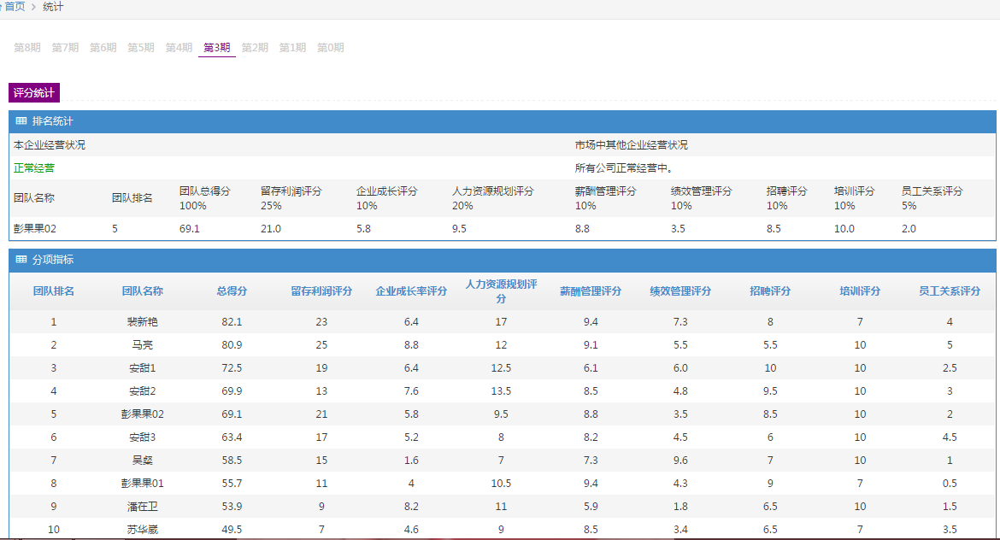 首页 > 统计
第8期 第7期 第6期 第5期 第4期 第3期 第2期 第1期 第0期
评分统计
排名统计
本企业经营状况 市场中其他企业经营状况
正常经营 所有公司正常经营中。
团队名称 团队排名 团队总得分 100% 留存利润评分 25% 企业成长评分 10% 人力资源规划评分 20% 薪酬管理评分 10% 绩效管理评分 10% 招聘评分 10% 培训评分 10% 员工关系评分 5%
彭果果02 5 69.1 21.0 5.8 9.5 8.8 3.5 8.5 10.0 2.0
分项指标
团队排名 团队名称 总得分 留存利润评分 企业成长率评分 人力资源规划评分 薪酬管理评分 绩效管理评分 招聘评分 培训评分 员工关系评分
1 裴新艳 82.1 23 6.4 17 9.4 7.3 8 7 4
2 马亮 80.9 25 8.8 12 9.1 5.5 5.5 10 5
3 安甜1 72.5 19 6.4 12.5 6.1 6.0 10 10 2.5
4 安甜2 69.9 13 7.6 13.5 8.5 4.8 9.5 10 3
5 彭果果02 69.1 21 5.8 9.5 8.8 3.5 8.5 10 2
6 安甜3 63.4 17 5.2 8 8.2 4.5 6 10 4.5
7 吴粲 58.5 15 1.6 7 7.3 9.6 7 10 1
8 彭果果01 55.7 11 4 10.5 9.4 4.3 9 7 0.5
9 潘在卫 53.9 9 8.2 11 5.9 1.8 6.5 10 1.5
10 苏华崴 49.5 7 4.6 9 8.5 3.4 6.5 7 3.5